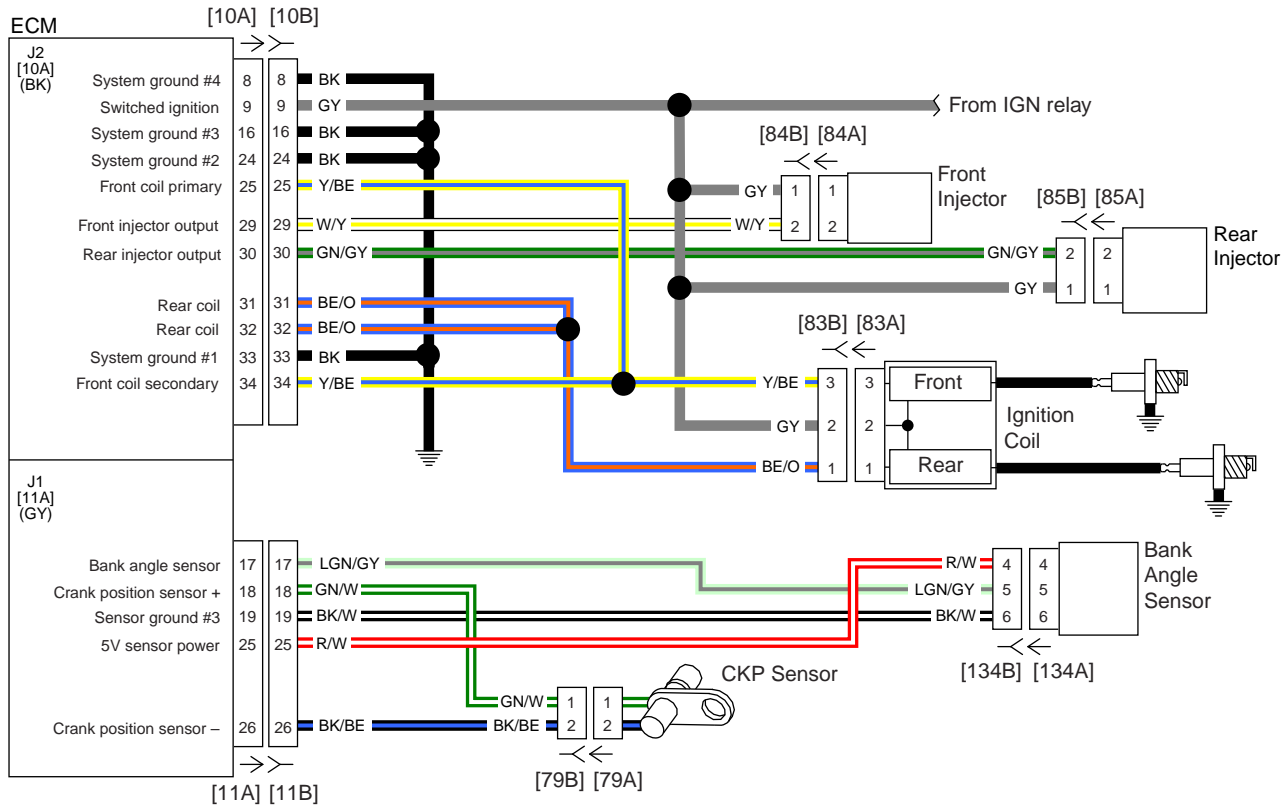 ECM
[10A] [10B]
J2
[10A]
(BK)
System ground #4 8 8 BK
Switched ignition 9 9 GY
From IGN relay
System ground #3 16 16 BK
System ground #2 24 24 BK
Front coil primary 25 25 Y/BE
Front injector output 29 29 W/Y
Rear injector output 30 30 GN/GY
Rear coil 31 31 BE/O
Rear coil 32 32 BE/O
System ground #1 33 33 BK
Front coil secondary 34 34 Y/BE
[84B] [84A]
GY 1 1
W/Y 2 2
Front
Injector
[85B] [85A]
GN/GY 2 2
GY 1 1
Rear
Injector
[83B] [83A]
Y/BE 3 3 Front
GY 2 2
BE/O 1 1 Rear
Ignition
Coil
J1
[11A]
(GY)
Bank angle sensor 17 17 LGN/GY
Crank position sensor + 18 18 GN/W
Sensor ground #3 19 19 BK/W
5V sensor power 25 25 R/W
Crank position sensor – 26 26 BK/BE
[11A] [11B]
R/W 4 4
LGN/GY 5 5
BK/W 6 6
Bank
Angle
Sensor
[134B] [134A]
CKP Sensor
GN/W 1 1
BK/BE 2 2
[79B] [79A]